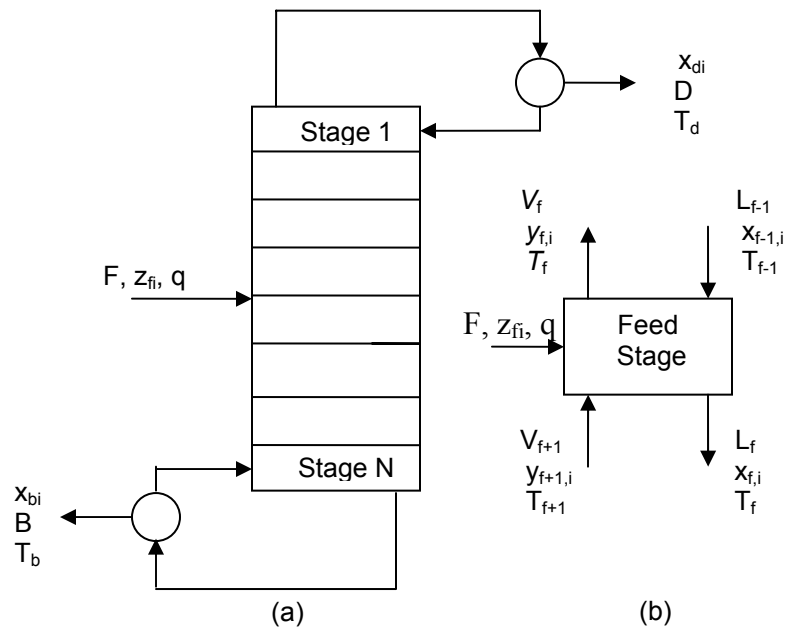 x_di
D
T_d
Stage 1
F, z_fi, q
Stage N
x_bi
B
T_b
(a)
V_f
y_f,i
T_f
L_f-1
x_f-1,i
T_f-1
F, z_fi, q
Feed
Stage
V_f+1
y_f+1,i
T_f+1
L_f
x_f,i
T_f
(b)